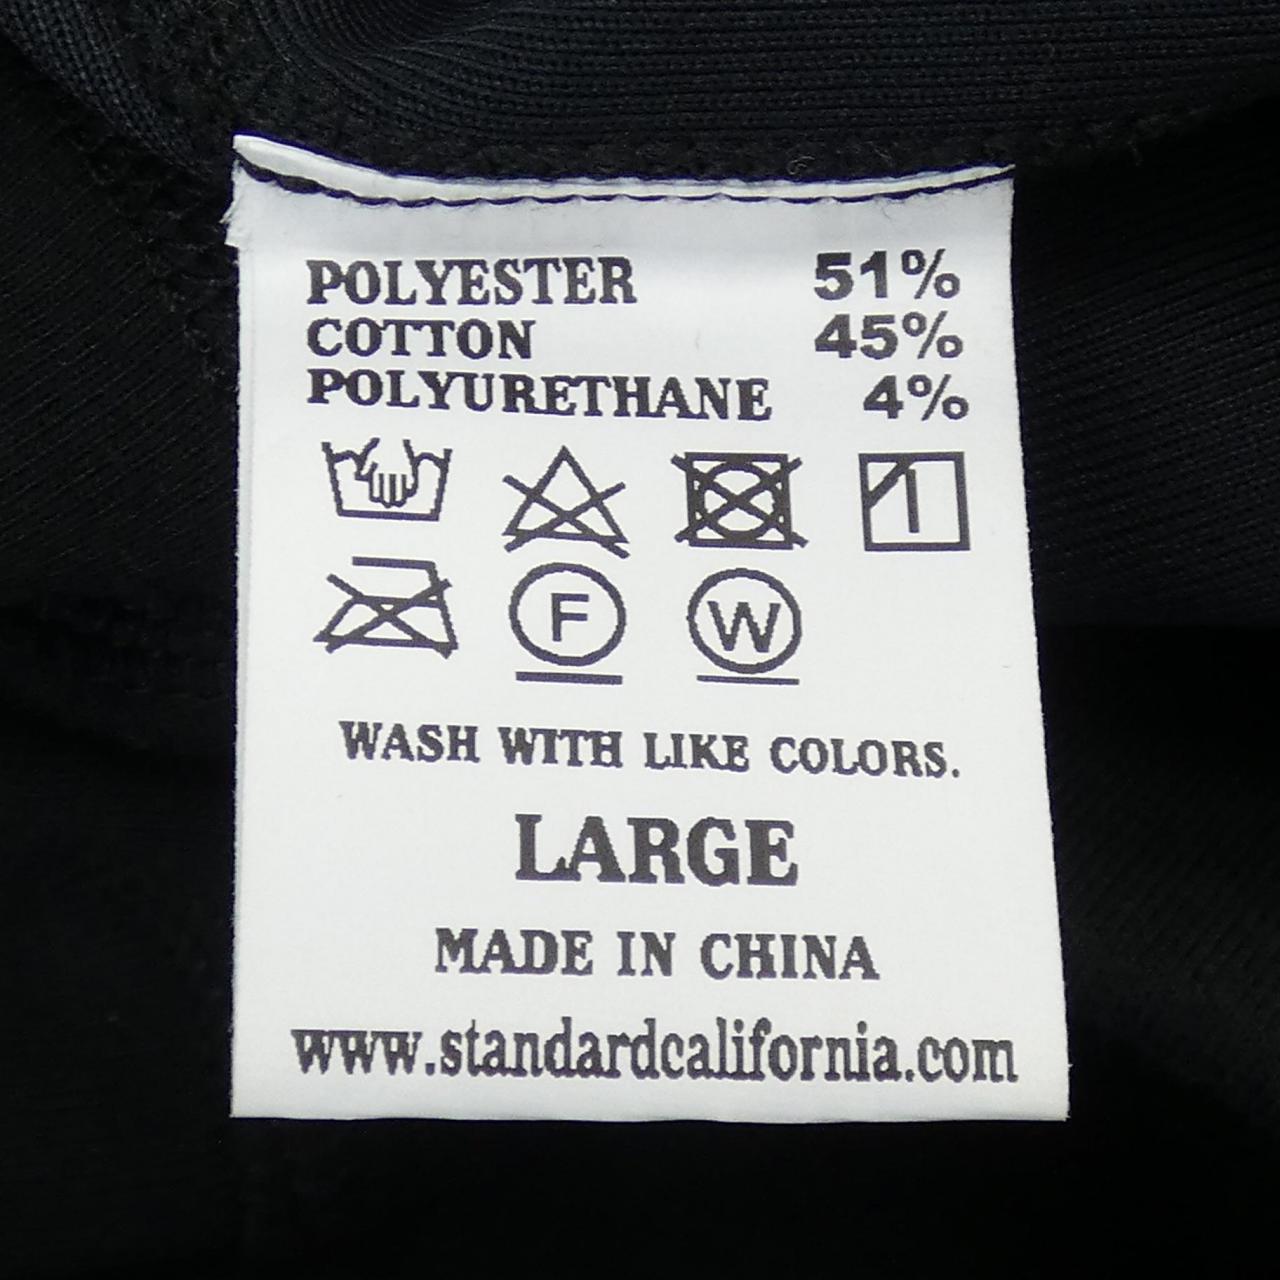 POLYESTER 51%
COTTON 45%
POLYURETHANE 4%
F W
WASH WITH LIKE COLORS.
LARGE
MADE IN CHINA
www.standardcalifornia.com